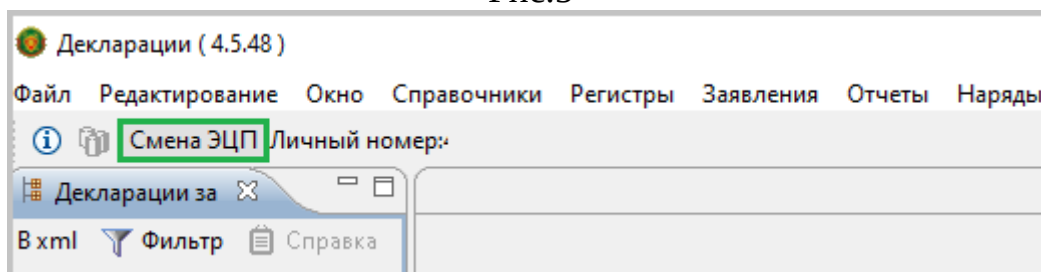 Декларации ( 4.5.48 )
Файл Редактирование Окно Справочники Регистры Заявления Отчеты Наряды
Смена ЭЦП Личный номер:
Декларации за
В xml Фильтр Справка